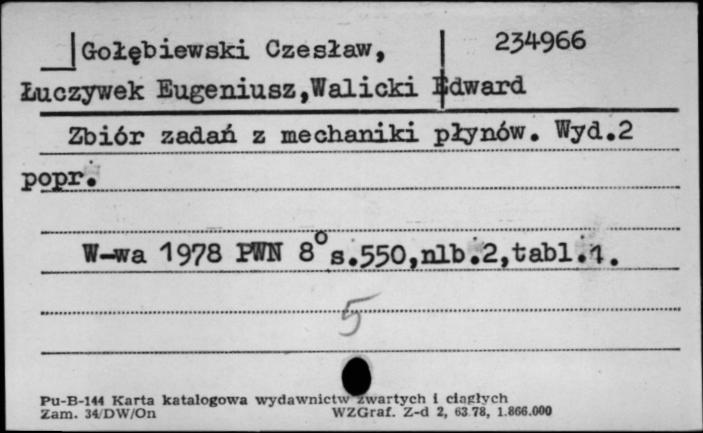 Gołębiewski Czesław, 234966
Łuczywek Eugeniusz,Walicki Edward
Zbiór zadań z mechaniki płynów. Wyd.2
popr.
W-wa 1978 PWN 8° s.550,nlb.2,tabl.1.
5
Pu-B-144 Karta katalogowa wydawnictw zwartych i ciągłych
Zam. 34/DW/On WZGraf. Z-d 2, 63.78, 1.866.000